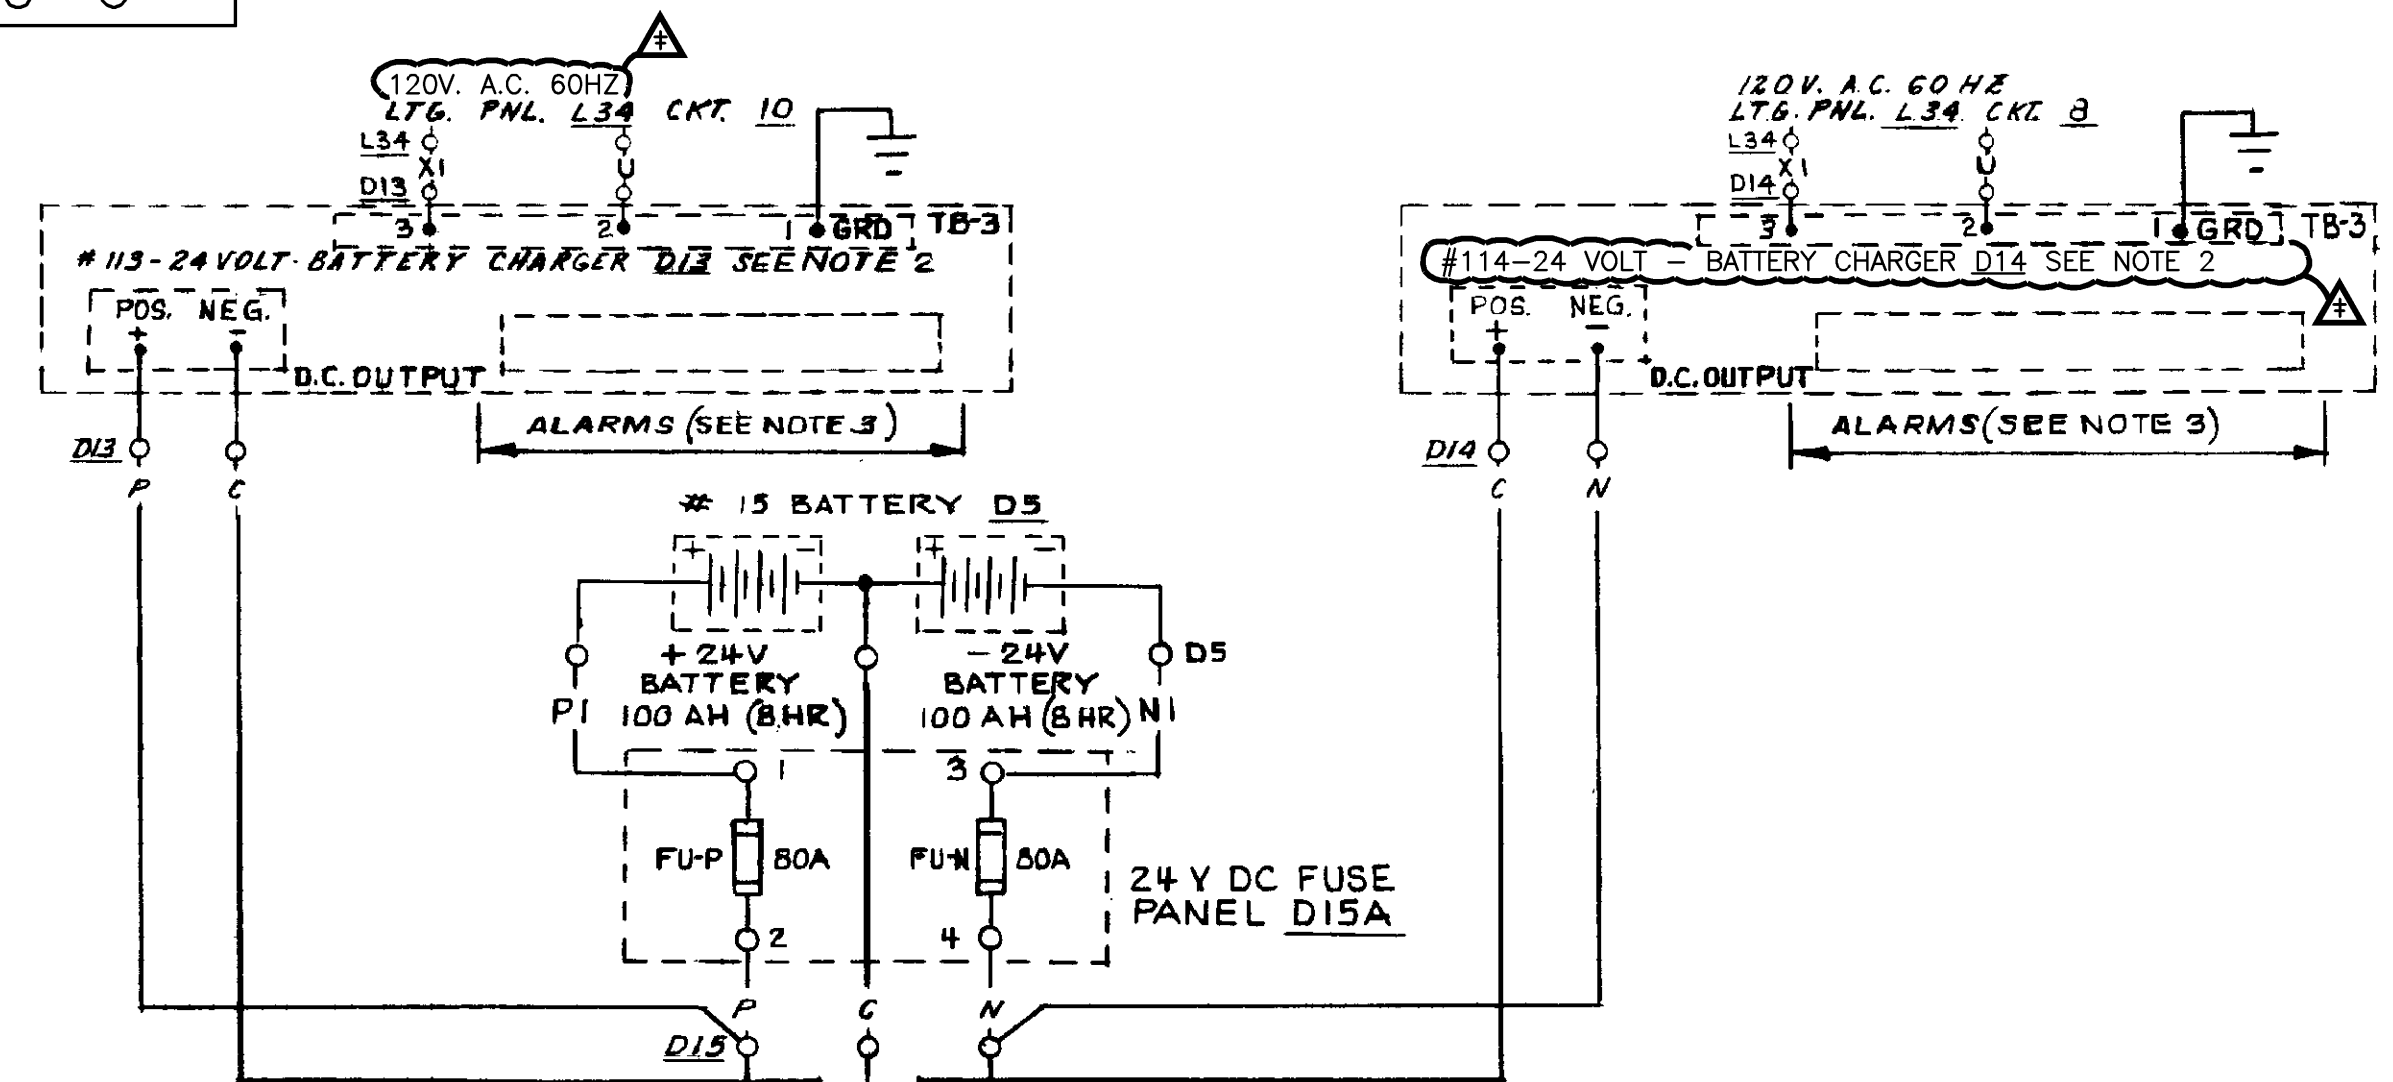 120V. A.C. 60HZ
LTG. PNL. L34 CKT. 10
L34
X1 U
D13
3 2 1 GRD TB-3
#113-24 VOLT- BATTERY CHARGER D13 SEE NOTE 2
POS. NEG.
+ −
D.C. OUTPUT
ALARMS (SEE NOTE 3)
D13
P C
120V. A.C. 60 HZ
LTG. PNL. L34 CKT. 8
L34
X1 U
D14
3 2 1 GRD TB-3
#114-24 VOLT - BATTERY CHARGER D14 SEE NOTE 2
POS. NEG.
+ −
D.C. OUTPUT
ALARMS (SEE NOTE 3)
D14
C N
# 15 BATTERY D5
+ − + −
+24V -24V D5
BATTERY BATTERY
P1 100 AH (8 HR) 100 AH (8 HR) N1
1 3
FU-P 80A FU-N 80A
24 V DC FUSE
PANEL D15A
2 4
P C N
D15